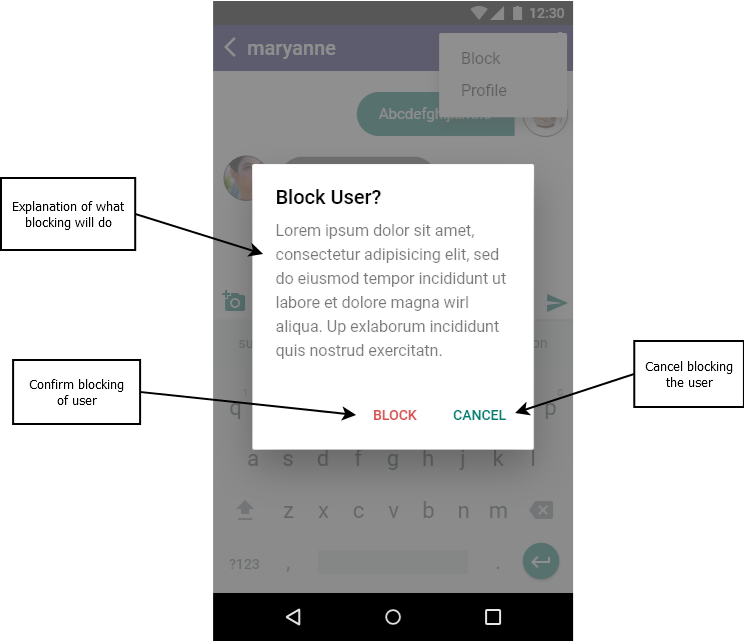 12:30
maryanne
Block
Profile
Block User?
Lorem ipsum dolor sit amet,
consectetur adipisicing elit, sed
do eiusmod tempor incididunt ut
labore et dolore magna wirl
aliqua. Up exlaborum incididunt
quis nostrud exercitatn.
BLOCK
CANCEL
Explanation of what
blocking will do
Confirm blocking
of user
Cancel blocking
the user
q
p
a s d f g h j k l
z x c v b n m
?123 , .